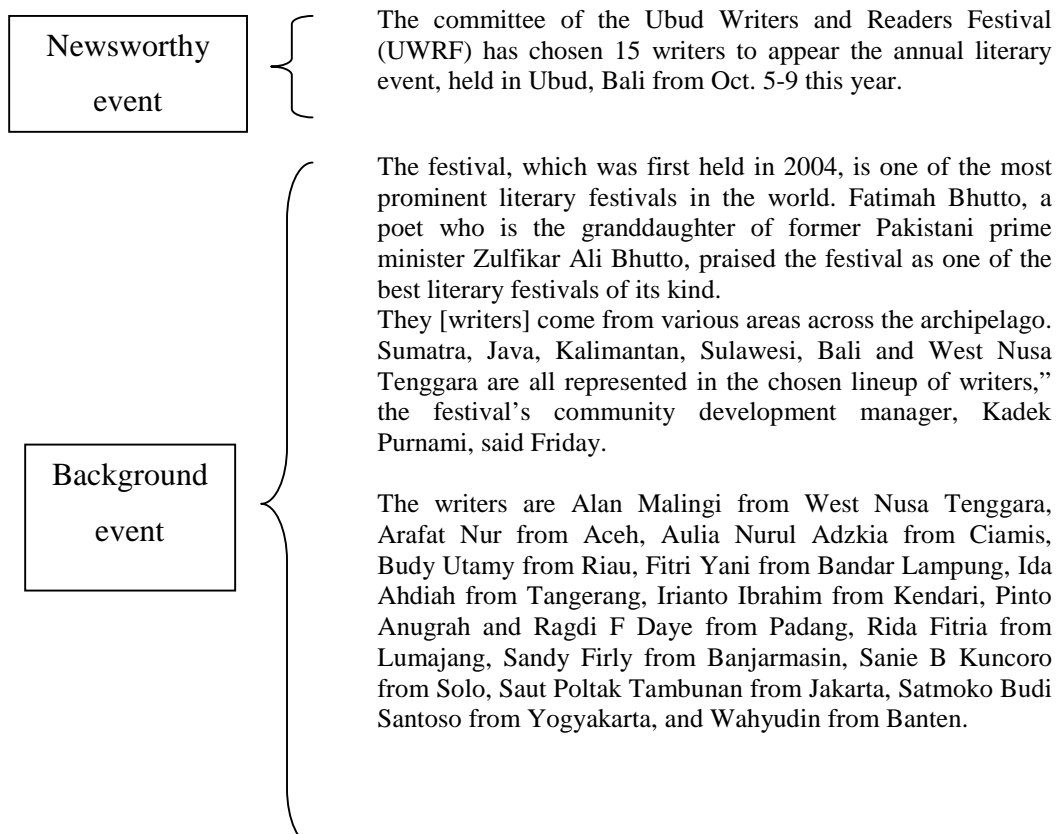 Newsworthy
event
The committee of the Ubud Writers and Readers Festival
(UWRF) has chosen 15 writers to appear the annual literary
event, held in Ubud, Bali from Oct. 5-9 this year.
The festival, which was first held in 2004, is one of the most
prominent literary festivals in the world. Fatimah Bhutto, a
poet who is the granddaughter of former Pakistani prime
minister Zulfikar Ali Bhutto, praised the festival as one of the
best literary festivals of its kind.
They [writers] come from various areas across the archipelago.
Sumatra, Java, Kalimantan, Sulawesi, Bali and West Nusa
Tenggara are all represented in the chosen lineup of writers,”
the festival’s community development manager, Kadek
Purnami, said Friday.
Background
event
The writers are Alan Malingi from West Nusa Tenggara,
Arafat Nur from Aceh, Aulia Nurul Adzkia from Ciamis,
Budy Utamy from Riau, Fitri Yani from Bandar Lampung, Ida
Ahdiah from Tangerang, Irianto Ibrahim from Kendari, Pinto
Anugrah and Ragdi F Daye from Padang, Rida Fitria from
Lumajang, Sandy Firly from Banjarmasin, Sanie B Kuncoro
from Solo, Saut Poltak Tambunan from Jakarta, Satmoko Budi
Santoso from Yogyakarta, and Wahyudin from Banten.